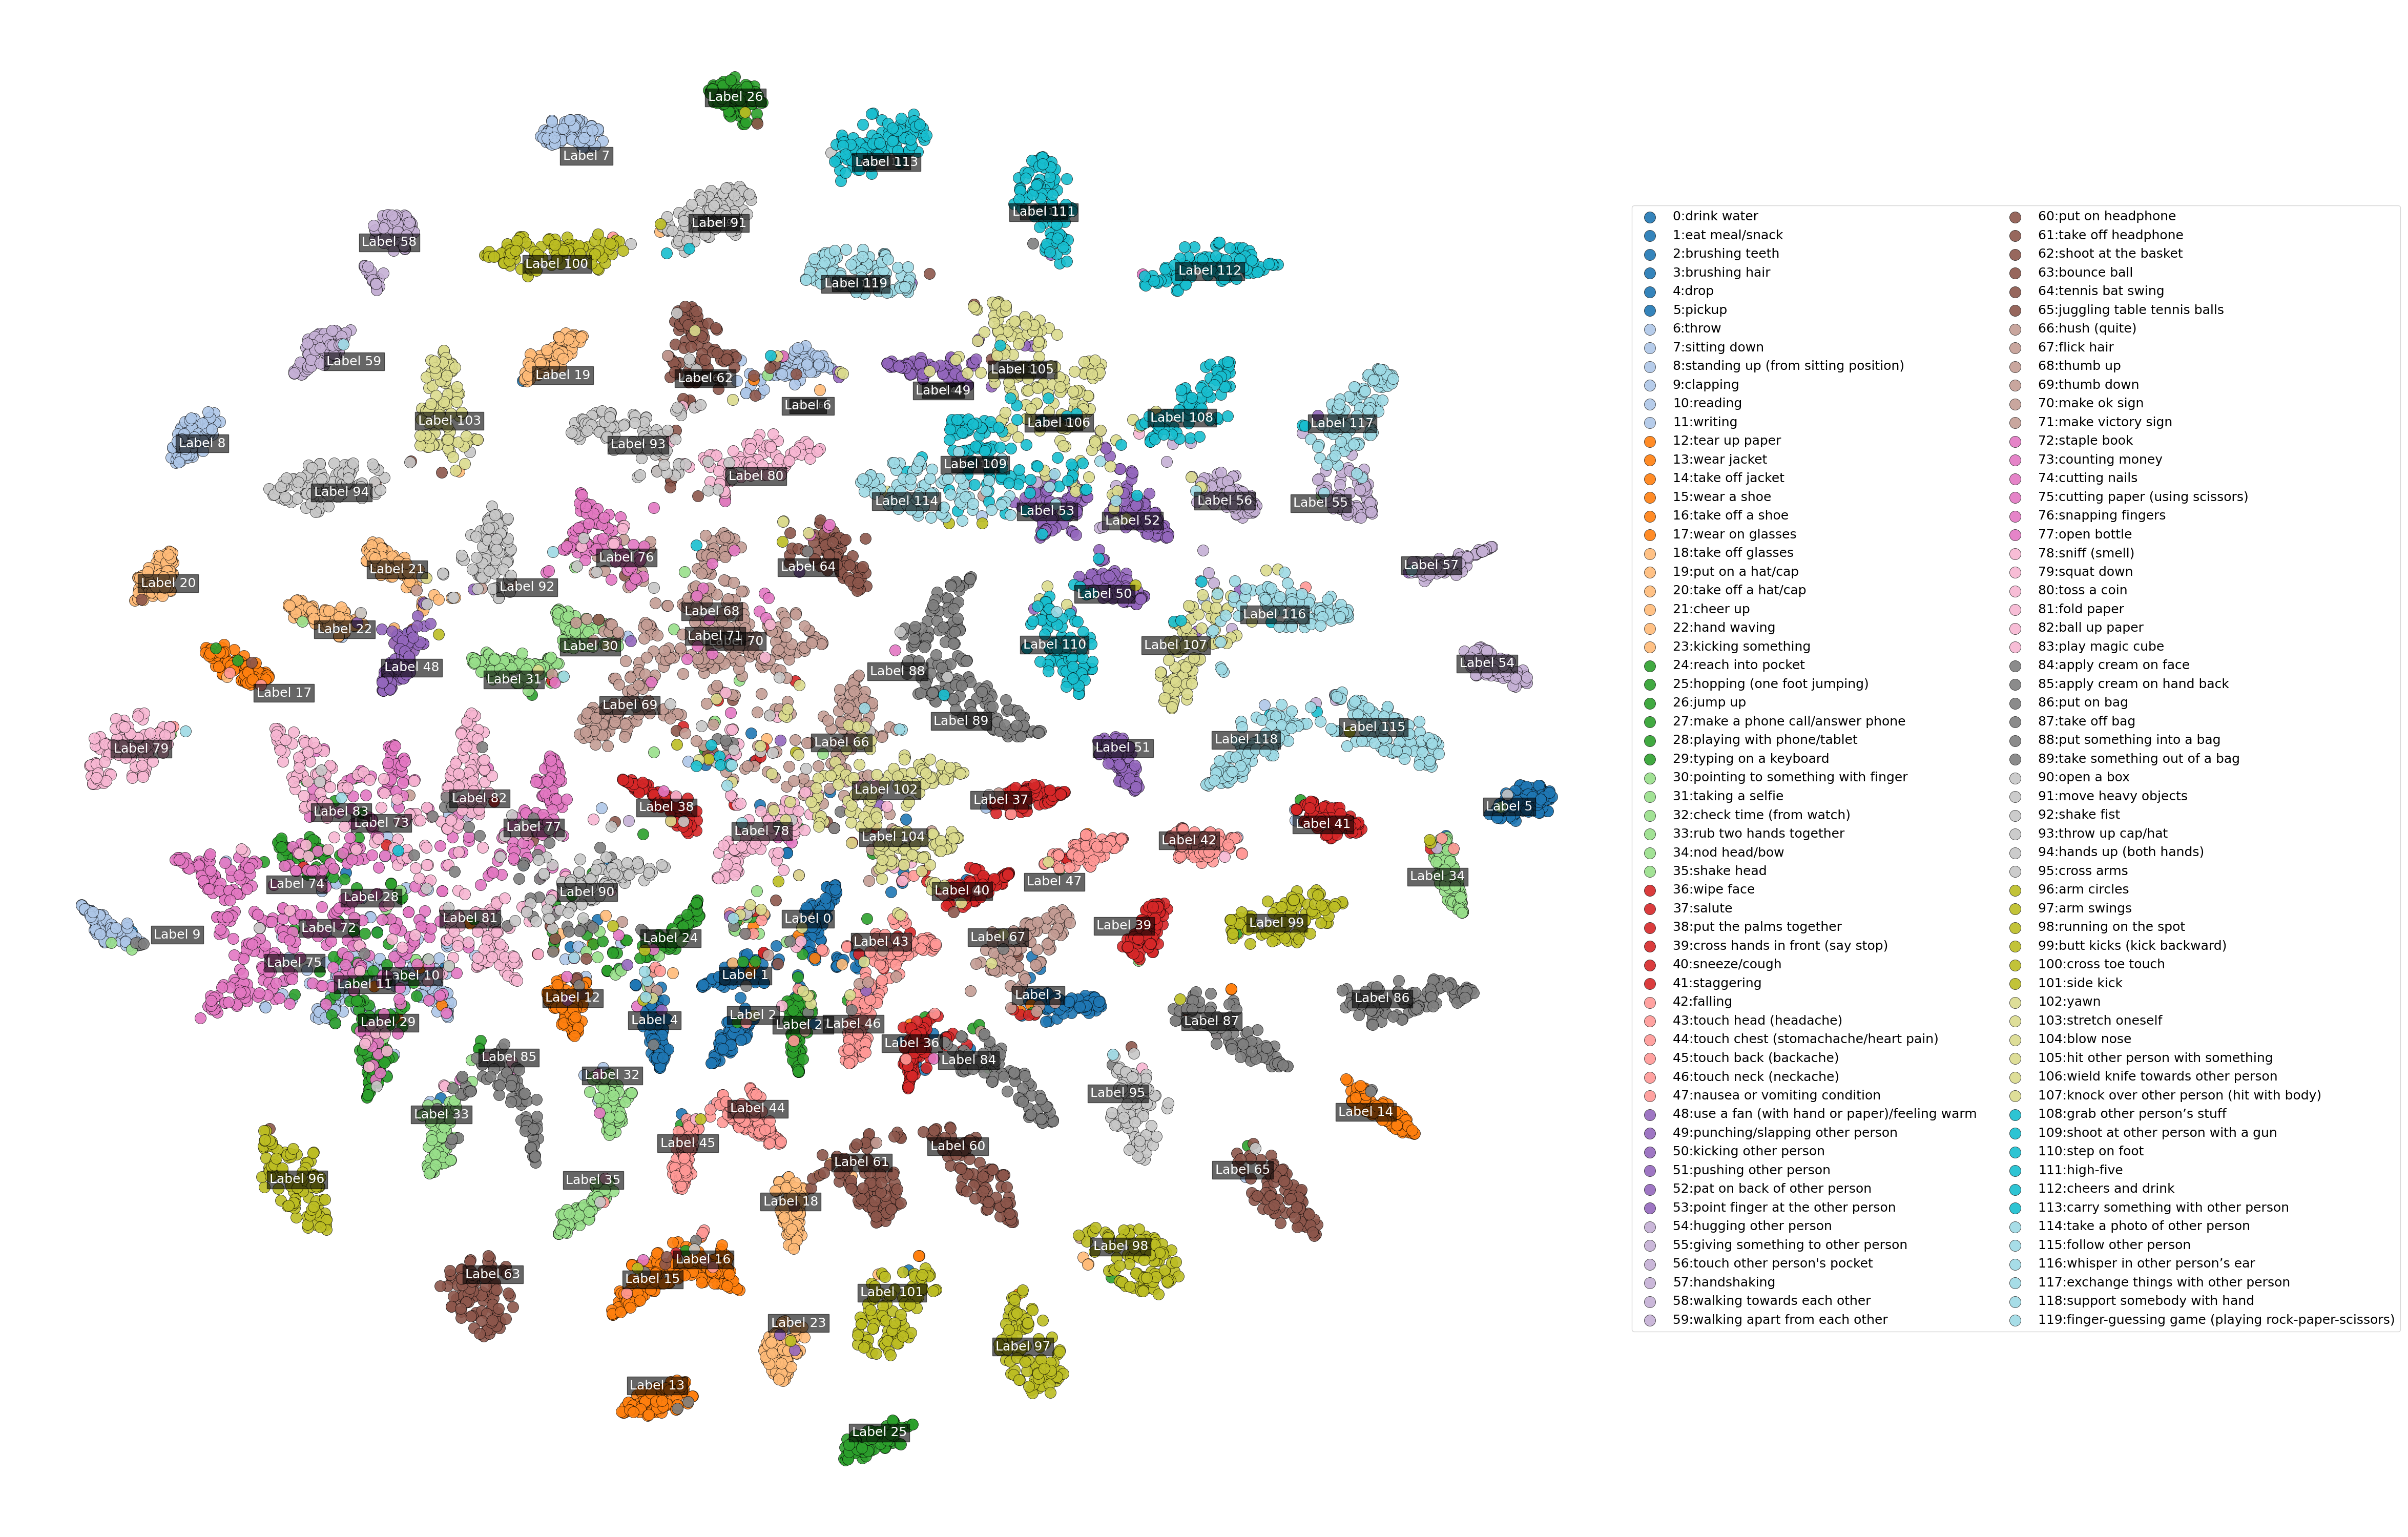 Label 26
Label 7
Label 113
Label 91
Label 111
Label 58
Label 100
Label 112
Label 119
Label 59
Label 19
Label 62
Label 105
Label 49
Label 6
Label 103
Label 106
Label 108
Label 117
Label 8
Label 93
Label 109
Label 80
Label 94
Label 114
Label 56
Label 55
Label 53
Label 52
Label 76
Label 57
Label 64
Label 21
Label 20
Label 92
Label 50
Label 68
Label 116
Label 22
Label 71
Label 30
Label 110
Label 107
Label 54
Label 48
Label 88
Label 31
Label 17
Label 69
Label 89
Label 115
Label 66
Label 118
Label 79
Label 51
Label 102
Label 82
Label 37
Label 5
Label 38
Label 83
Label 73
Label 77
Label 41
Label 78
Label 104
Label 42
Label 34
Label 47
Label 74
Label 40
Label 90
Label 28
Label 81
Label 0
Label 99
Label 39
Label 72
Label 9
Label 24
Label 67
Label 43
Label 75
Label 1
Label 11
Label 10
Label 12
Label 3
Label 86
Label 2
Label 4
Label 87
Label 29
Label 46
Label 36
Label 85
Label 84
Label 32
Label 95
Label 44
Label 14
Label 33
Label 45
Label 60
Label 61
Label 65
Label 96
Label 35
Label 18
Label 98
Label 16
Label 63
Label 15
Label 101
Label 23
Label 97
Label 13
Label 25
0:drink water
1:eat meal/snack
2:brushing teeth
3:brushing hair
4:drop
5:pickup
6:throw
7:sitting down
8:standing up (from sitting position)
9:clapping
10:reading
11:writing
12:tear up paper
13:wear jacket
14:take off jacket
15:wear a shoe
16:take off a shoe
17:wear on glasses
18:take off glasses
19:put on a hat/cap
20:take off a hat/cap
21:cheer up
22:hand waving
23:kicking something
24:reach into pocket
25:hopping (one foot jumping)
26:jump up
27:make a phone call/answer phone
28:playing with phone/tablet
29:typing on a keyboard
30:pointing to something with finger
31:taking a selfie
32:check time (from watch)
33:rub two hands together
34:nod head/bow
35:shake head
36:wipe face
37:salute
38:put the palms together
39:cross hands in front (say stop)
40:sneeze/cough
41:staggering
42:falling
43:touch head (headache)
44:touch chest (stomachache/heart pain)
45:touch back (backache)
46:touch neck (neckache)
47:nausea or vomiting condition
48:use a fan (with hand or paper)/feeling warm
49:punching/slapping other person
50:kicking other person
51:pushing other person
52:pat on back of other person
53:point finger at the other person
54:hugging other person
55:giving something to other person
56:touch other person's pocket
57:handshaking
58:walking towards each other
59:walking apart from each other
60:put on headphone
61:take off headphone
62:shoot at the basket
63:bounce ball
64:tennis bat swing
65:juggling table tennis balls
66:hush (quite)
67:flick hair
68:thumb up
69:thumb down
70:make ok sign
71:make victory sign
72:staple book
73:counting money
74:cutting nails
75:cutting paper (using scissors)
76:snapping fingers
77:open bottle
78:sniff (smell)
79:squat down
80:toss a coin
81:fold paper
82:ball up paper
83:play magic cube
84:apply cream on face
85:apply cream on hand back
86:put on bag
87:take off bag
88:put something into a bag
89:take something out of a bag
90:open a box
91:move heavy objects
92:shake fist
93:throw up cap/hat
94:hands up (both hands)
95:cross arms
96:arm circles
97:arm swings
98:running on the spot
99:butt kicks (kick backward)
100:cross toe touch
101:side kick
102:yawn
103:stretch oneself
104:blow nose
105:hit other person with something
106:wield knife towards other person
107:knock over other person (hit with body)
108:grab other person’s stuff
109:shoot at other person with a gun
110:step on foot
111:high-five
112:cheers and drink
113:carry something with other person
114:take a photo of other person
115:follow other person
116:whisper in other person’s ear
117:exchange things with other person
118:support somebody with hand
119:finger-guessing game (playing rock-paper-scissors)